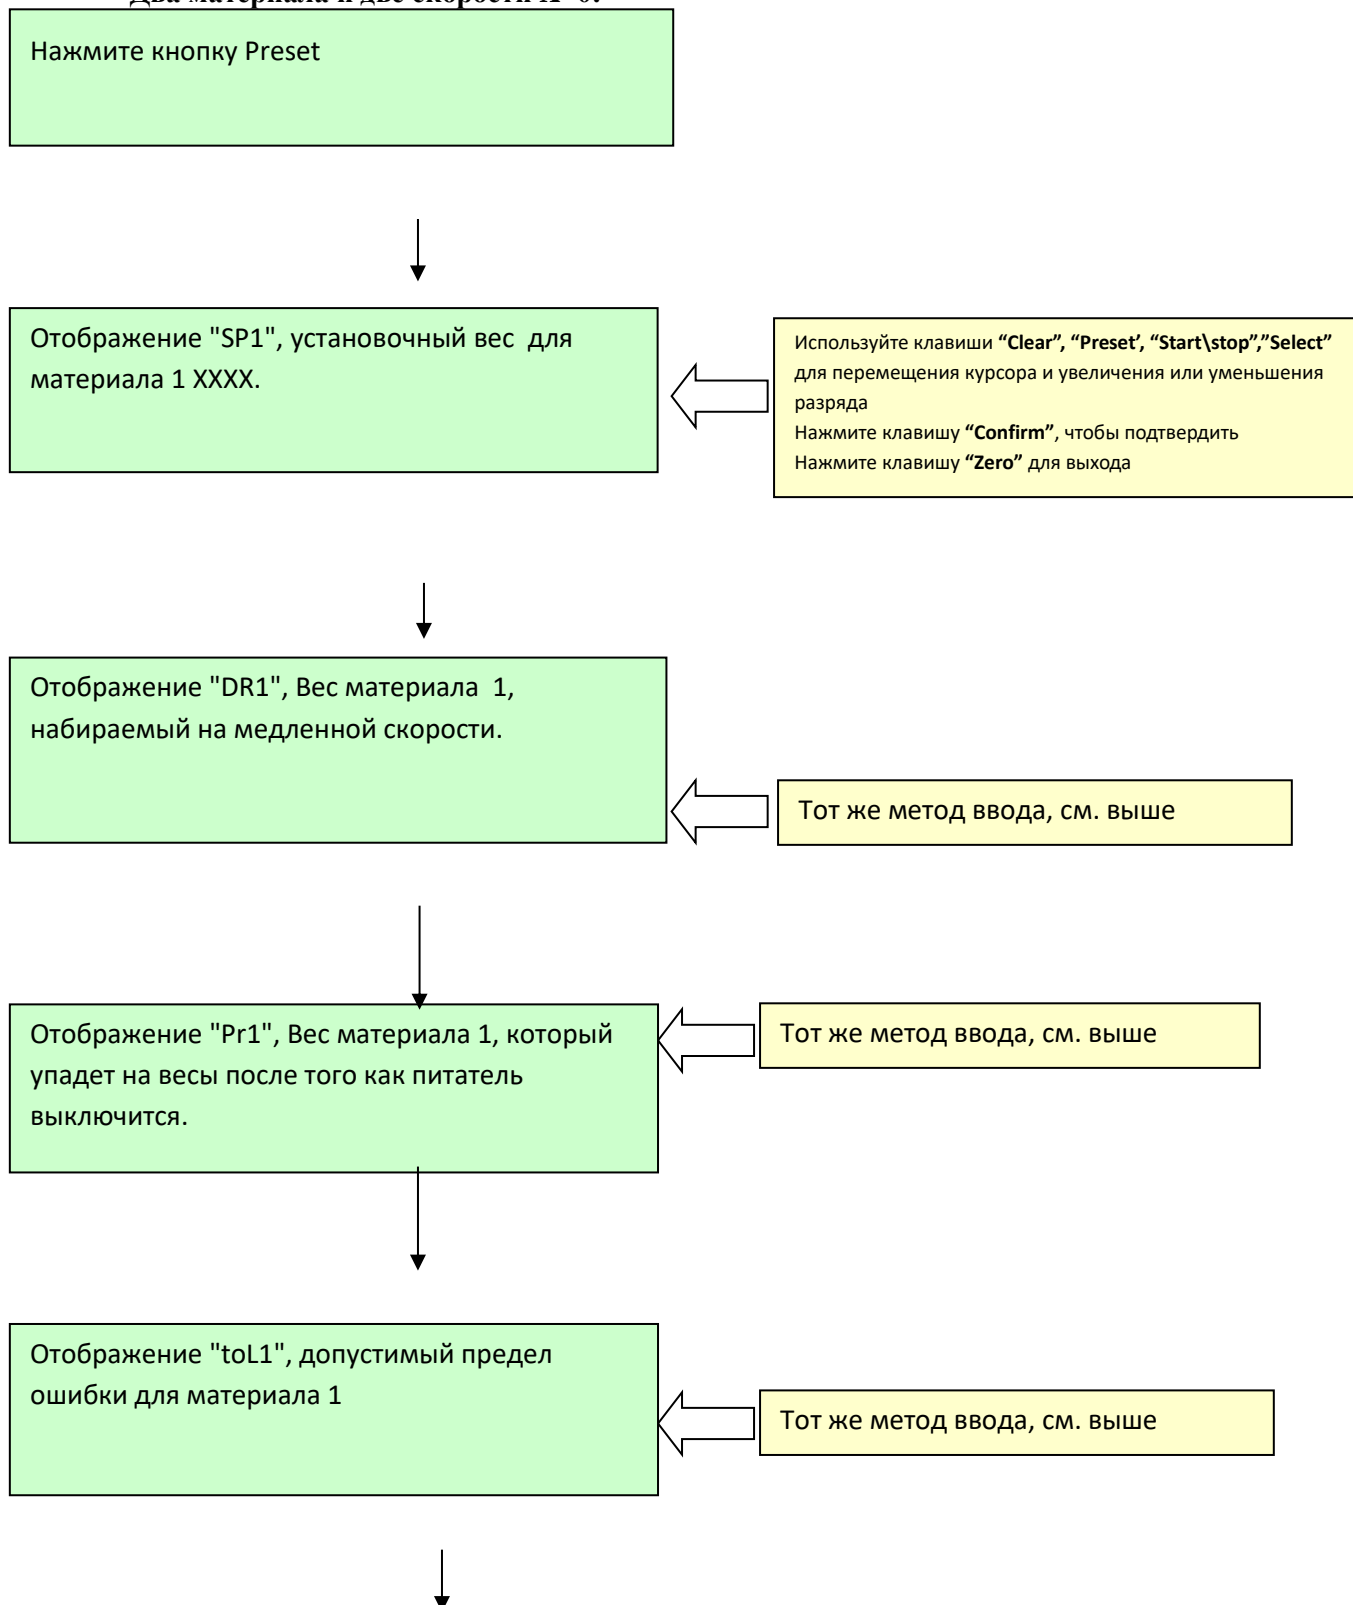 Два материала и две скорости
Нажмите кнопку Preset
Отображение "SP1", установочный вес для
материала 1 XXXX.
Используйте клавиши “Clear”, “Preset’, “Start\stop”,”Select”
для перемещения курсора и увеличения или уменьшения
разряда
Нажмите клавишу “Confirm”, чтобы подтвердить
Нажмите клавишу “Zero” для выхода
Отображение "DR1", Вес материала 1,
набираемый на медленной скорости.
Тот же метод ввода, см. выше
Отображение "Pr1", Вес материала 1, который
упадет на весы после того как питатель
выключится.
Тот же метод ввода, см. выше
Отображение "toL1", допустимый предел
ошибки для материала 1
Тот же метод ввода, см. выше